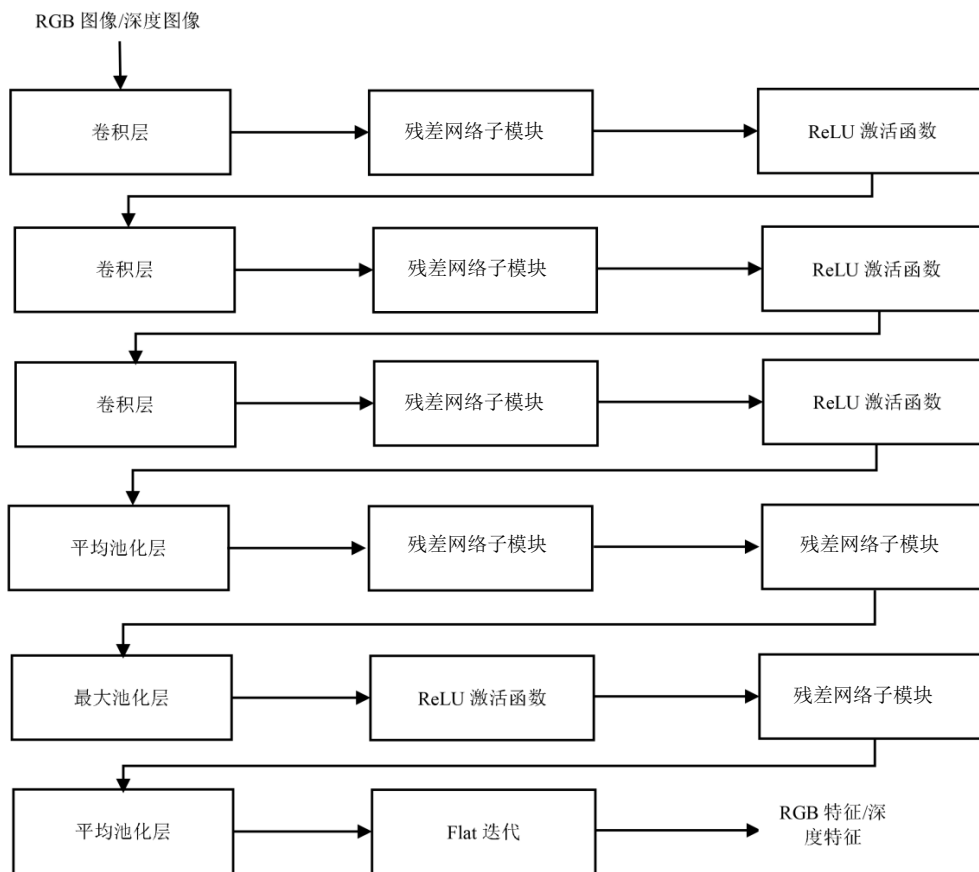 RGB 图像/深度图像
卷积层
残差网络子模块
ReLU 激活函数
卷积层
残差网络子模块
ReLU 激活函数
卷积层
残差网络子模块
ReLU 激活函数
平均池化层
残差网络子模块
残差网络子模块
最大池化层
ReLU 激活函数
残差网络子模块
平均池化层
Flat 迭代
RGB 特征/深
度特征